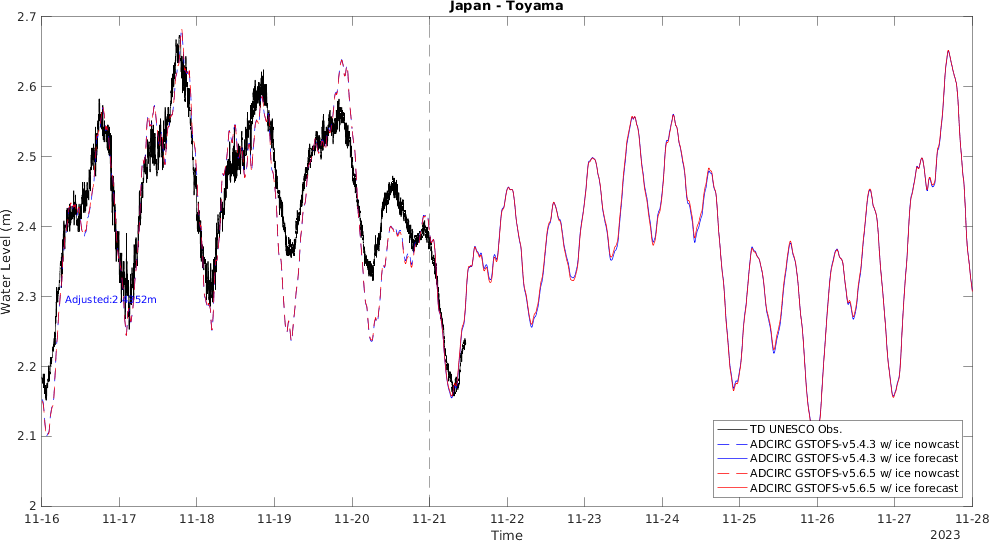 Japan - Toyama
2.7
2.6
2.5
2.4
2.3
2.2
2.1
2
Water Level (m)
TD UNESCO Obs.
ADCIRC GSTOFS-v5.4.3 w/ ice nowcast
ADCIRC GSTOFS-v5.4.3 w/ ice forecast
ADCIRC GSTOFS-v5.6.5 w/ ice nowcast
ADCIRC GSTOFS-v5.6.5 w/ ice forecast
11-16 11-17 11-18 11-19 11-20 11-21 11-22 11-23 11-24 11-25 11-26 11-27 11-28
Time
2023